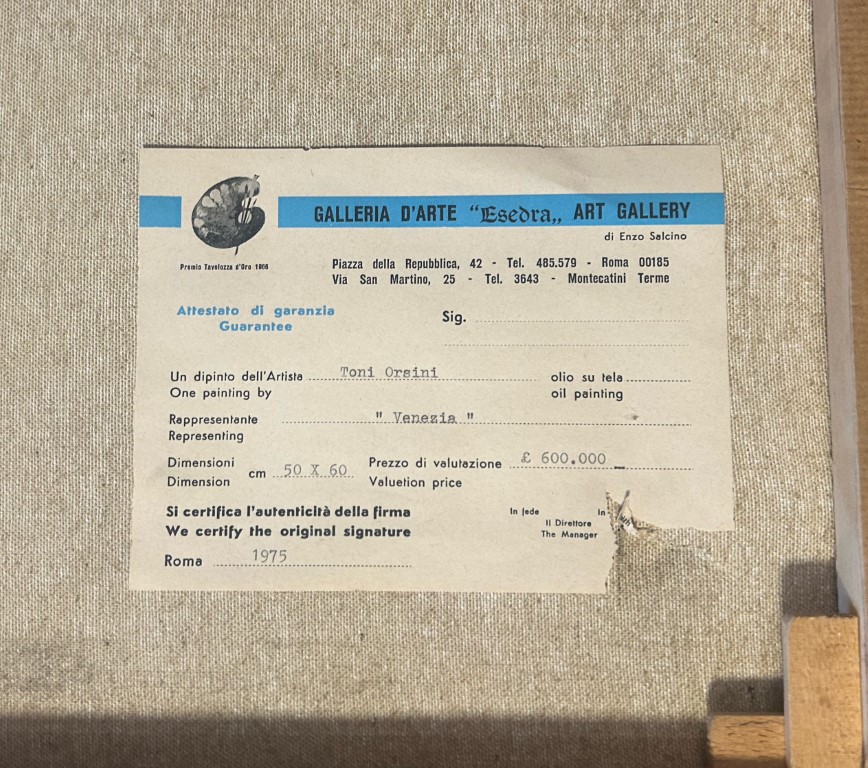 GALLERIA D'ARTE "Esedra„ ART GALLERY
di Enzo Salcino
Premio Tavolozza d'Oro 1966
Piazza della Repubblica, 42 - Tel. 485.579 - Roma 00185
Via San Martino, 25 - Tel. 3643 - Montecatini Terme
Attestato di garanzia
Guarantee
Sig.
Un dipinto dell'Artista Toni Orsini olio su tela
One painting by oil painting
Rappresentante " Venezia "
Representing
Dimensioni cm 50 X 60 Prezzo di valutazione £ 600.000
Dimension Valuetion price
Si certifica l'autenticità della firma In fede In
We certify the original signature Il Direttore
The Manager
Roma 1975